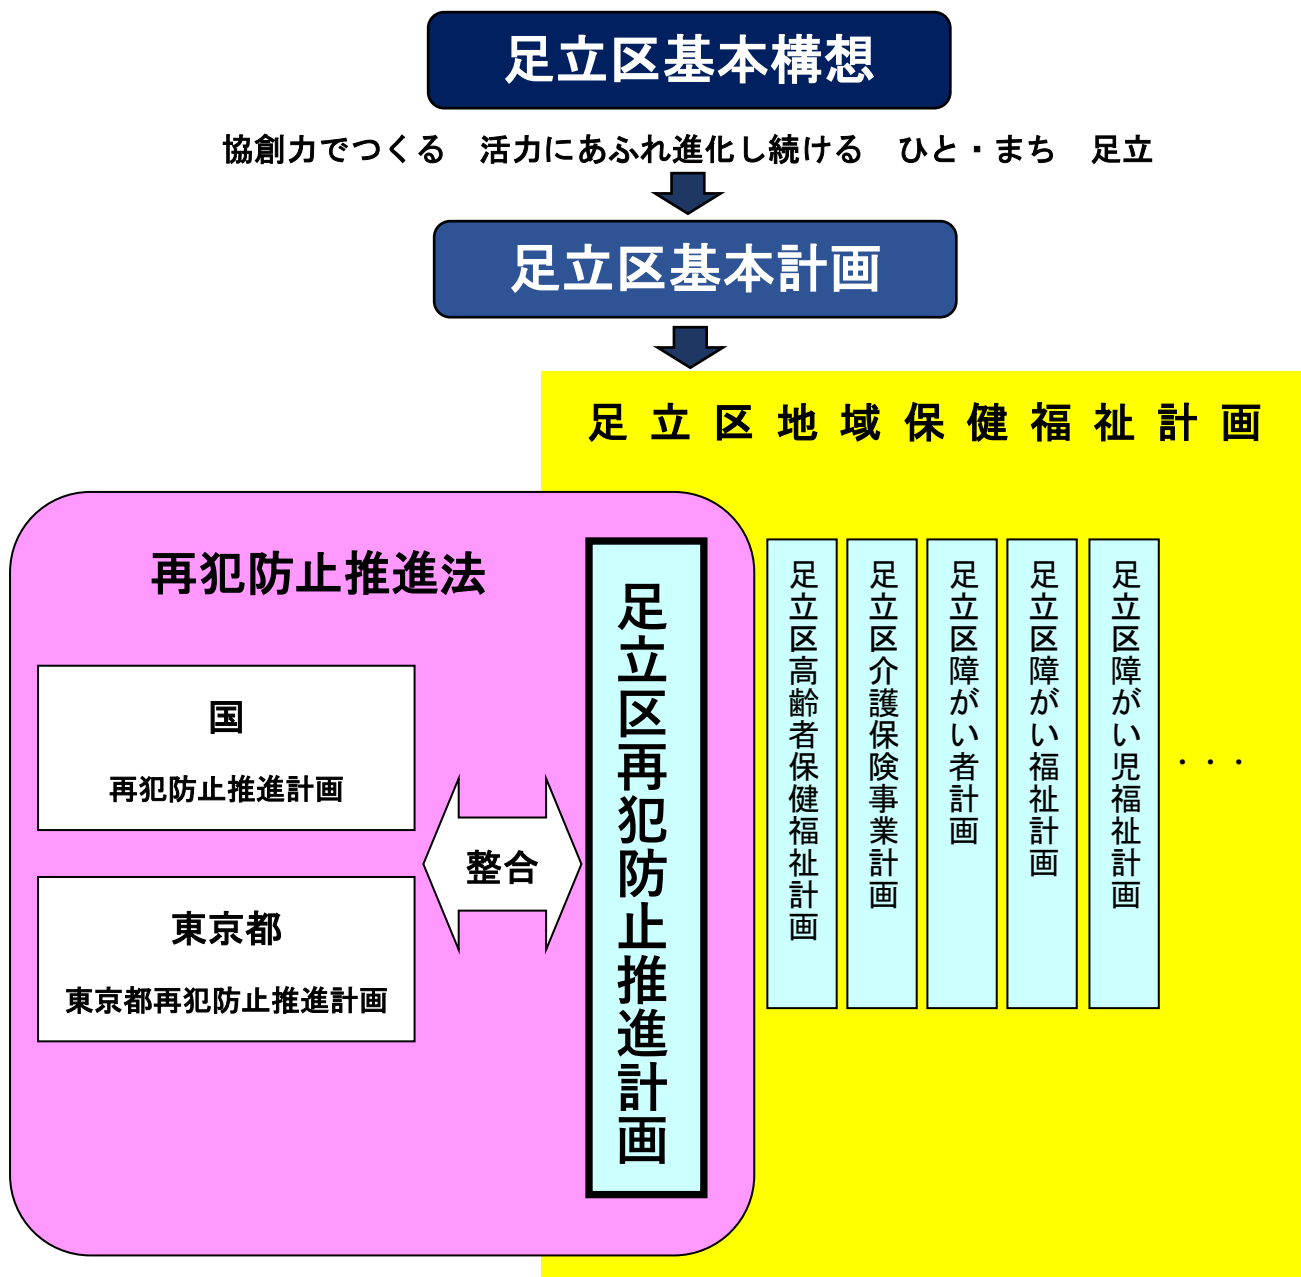 足立区基本構想
協創力でつくる　活力にあふれ進化し続ける　ひと・まち　足立
足立区基本計画
足立区地域保健福祉計画
再犯防止推進法
国
再犯防止推進計画
東京都
東京都再犯防止推進計画
整合
足立区再犯防止推進計画
足立区高齢者保健福祉計画
足立区介護保険事業計画
足立区障がい者計画
足立区障がい福祉計画
足立区障がい児福祉計画
・・・